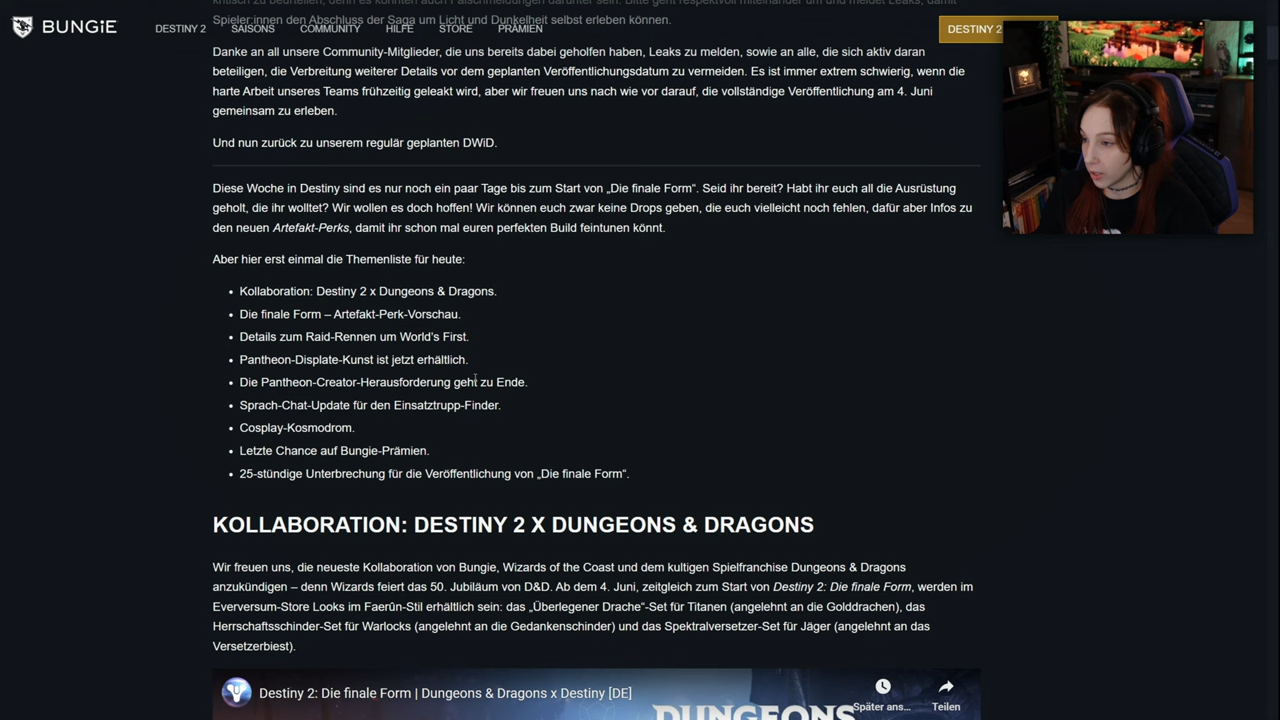 kritisch zu beurteilen, denn es könnten auch Falschmeldungen darunter sein. Bitte geht respektvoll miteinander um und meldet Leaks, damit
Spieler:innen den Abschluss der Saga um Licht und Dunkelheit selbst erleben können.
BUNGIE
DESTINY 2
SAISONS
COMMUNITY
HILFE
STORE
PRÄMIEN
DESTINY 2
Danke an all unsere Community-Mitglieder, die uns bereits dabei geholfen haben, Leaks zu melden, sowie an alle, die sich aktiv daran
beteiligen, die Verbreitung weiterer Details vor dem geplanten Veröffentlichungsdatum zu vermeiden. Es ist immer extrem schwierig, wenn die
harte Arbeit unseres Teams frühzeitig geleakt wird, aber wir freuen uns nach wie vor darauf, die vollständige Veröffentlichung am 4. Juni
gemeinsam zu erleben.
Und nun zurück zu unserem regulär geplanten DWiD.
Diese Woche in Destiny sind es nur noch ein paar Tage bis zum Start von „Die finale Form“. Seid ihr bereit? Habt ihr euch all die Ausrüstung
geholt, die ihr wolltet? Wir wollen es doch hoffen! Wir können euch zwar keine Drops geben, die euch vielleicht noch fehlen, dafür aber Infos zu
den neuen Artefakt-Perks, damit ihr schon mal euren perfekten Build feintunen könnt.
Aber hier erst einmal die Themenliste für heute:
• Kollaboration: Destiny 2 x Dungeons & Dragons.
• Die finale Form – Artefakt-Perk-Vorschau.
• Details zum Raid-Rennen um World's First.
• Pantheon-Displate-Kunst ist jetzt erhältlich.
• Die Pantheon-Creator-Herausforderung geht zu Ende.
• Sprach-Chat-Update für den Einsatztrupp-Finder.
• Cosplay-Kosmodrom.
• Letzte Chance auf Bungie-Prämien.
• 25-stündige Unterbrechung für die Veröffentlichung von „Die finale Form“.
KOLLABORATION: DESTINY 2 X DUNGEONS & DRAGONS
Wir freuen uns, die neueste Kollaboration von Bungie, Wizards of the Coast und dem kultigen Spielfranchise Dungeons & Dragons
anzukündigen – denn Wizards feiert das 50. Jubiläum von D&D. Ab dem 4. Juni, zeitgleich zum Start von Destiny 2: Die finale Form, werden im
Everversum-Store Looks im Faerûn-Stil erhältlich sein: das „Überlegener Drache“-Set für Titanen (angelehnt an die Golddrachen), das
Herrschaftsschinder-Set für Warlocks (angelehnt an die Gedankenschinder) und das Spektralversetzer-Set für Jäger (angelehnt an das
Versetzerbiest).
Destiny 2: Die finale Form | Dungeons & Dragons x Destiny [DE]
Später ans...
Teilen
DUNGEONS